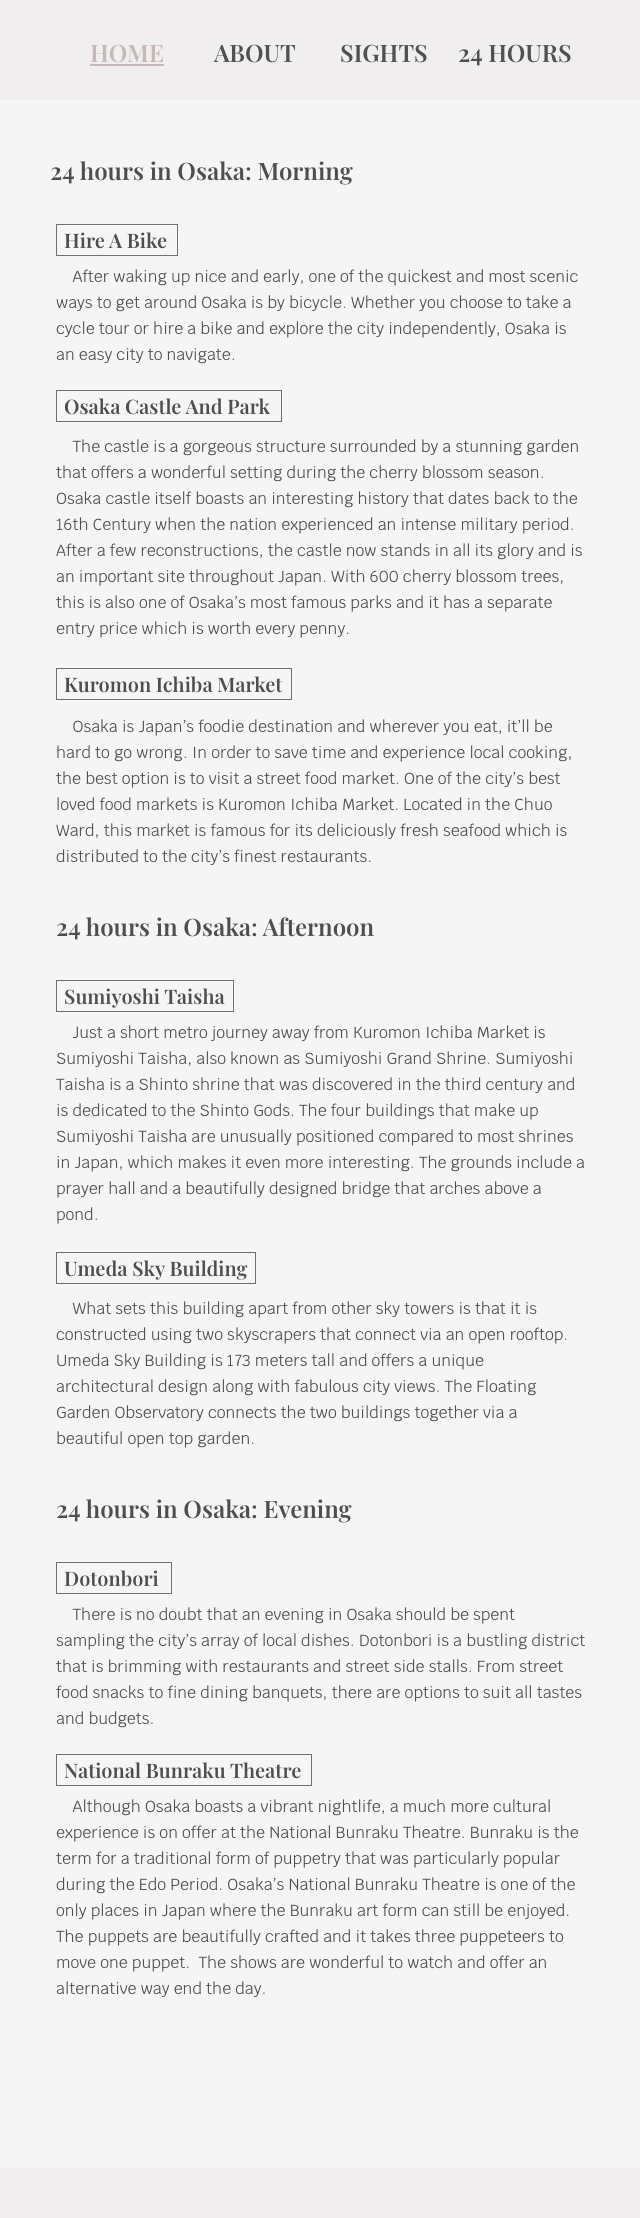 HOME ABOUT SIGHTS 24 HOURS
24 hours in Osaka: Morning
Hire A Bike
After waking up nice and early, one of the quickest and most scenic
ways to get around Osaka is by bicycle. Whether you choose to take a
cycle tour or hire a bike and explore the city independently, Osaka is
an easy city to navigate.
Osaka Castle And Park
The castle is a gorgeous structure surrounded by a stunning garden
that offers a wonderful setting during the cherry blossom season.
Osaka castle itself boasts an interesting history that dates back to the
16th Century when the nation experienced an intense military period.
After a few reconstructions, the castle now stands in all its glory and is
an important site throughout Japan. With 600 cherry blossom trees,
this is also one of Osaka’s most famous parks and it has a separate
entry price which is worth every penny.
Kuromon Ichiba Market
Osaka is Japan’s foodie destination and wherever you eat, it’ll be
hard to go wrong. In order to save time and experience local cooking,
the best option is to visit a street food market. One of the city’s best
loved food markets is Kuromon Ichiba Market. Located in the Chuo
Ward, this market is famous for its deliciously fresh seafood which is
distributed to the city’s finest restaurants.
24 hours in Osaka: Afternoon
Sumiyoshi Taisha
Just a short metro journey away from Kuromon Ichiba Market is
Sumiyoshi Taisha, also known as Sumiyoshi Grand Shrine. Sumiyoshi
Taisha is a Shinto shrine that was discovered in the third century and
is dedicated to the Shinto Gods. The four buildings that make up
Sumiyoshi Taisha are unusually positioned compared to most shrines
in Japan, which makes it even more interesting. The grounds include a
prayer hall and a beautifully designed bridge that arches above a
pond.
Umeda Sky Building
What sets this building apart from other sky towers is that it is
constructed using two skyscrapers that connect via an open rooftop.
Umeda Sky Building is 173 meters tall and offers a unique
architectural design along with fabulous city views. The Floating
Garden Observatory connects the two buildings together via a
beautiful open top garden.
24 hours in Osaka: Evening
Dotonbori
There is no doubt that an evening in Osaka should be spent
sampling the city’s array of local dishes. Dotonbori is a bustling district
that is brimming with restaurants and street side stalls. From street
food snacks to fine dining banquets, there are options to suit all tastes
and budgets.
National Bunraku Theatre
Although Osaka boasts a vibrant nightlife, a much more cultural
experience is on offer at the National Bunraku Theatre. Bunraku is the
term for a traditional form of puppetry that was particularly popular
during the Edo Period. Osaka’s National Bunraku Theatre is one of the
only places in Japan where the Bunraku art form can still be enjoyed.
The puppets are beautifully crafted and it takes three puppeteers to
move one puppet.  The shows are wonderful to watch and offer an
alternative way end the day.